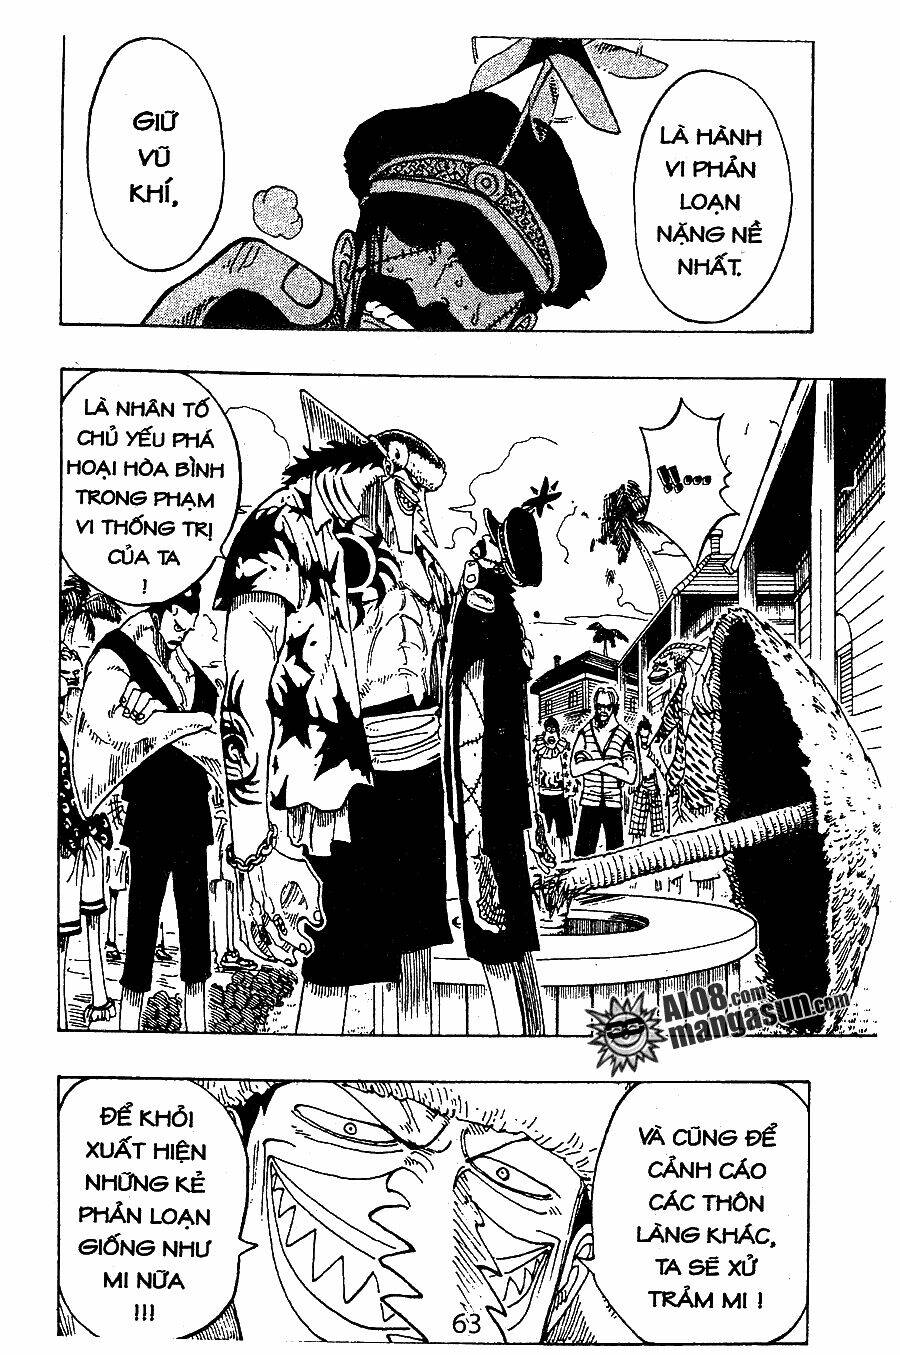 GIỮ
VŨ
KHÍ,
LÀ HÀNH
VI PHẢN
LOẠN
NẶNG NỀ
NHẤT.
LÀ NHÂN TỐ
CHỦ YẾU PHÁ
HOẠI HÒA BÌNH
TRONG PHẠM
VI THỐNG TRỊ
CỦA TA
!
!!...
AL08.com
mangasun.com
ĐỂ KHỎI
XUẤT HIỆN
NHỮNG KẺ
PHẢN LOẠN
GIỐNG NHƯ
MI NỮA
!!!
VÀ CŨNG ĐỂ
CẢNH CÁO
CÁC THÔN
LÀNG KHÁC,
TA SẼ XỬ
TRẢM MI !
63